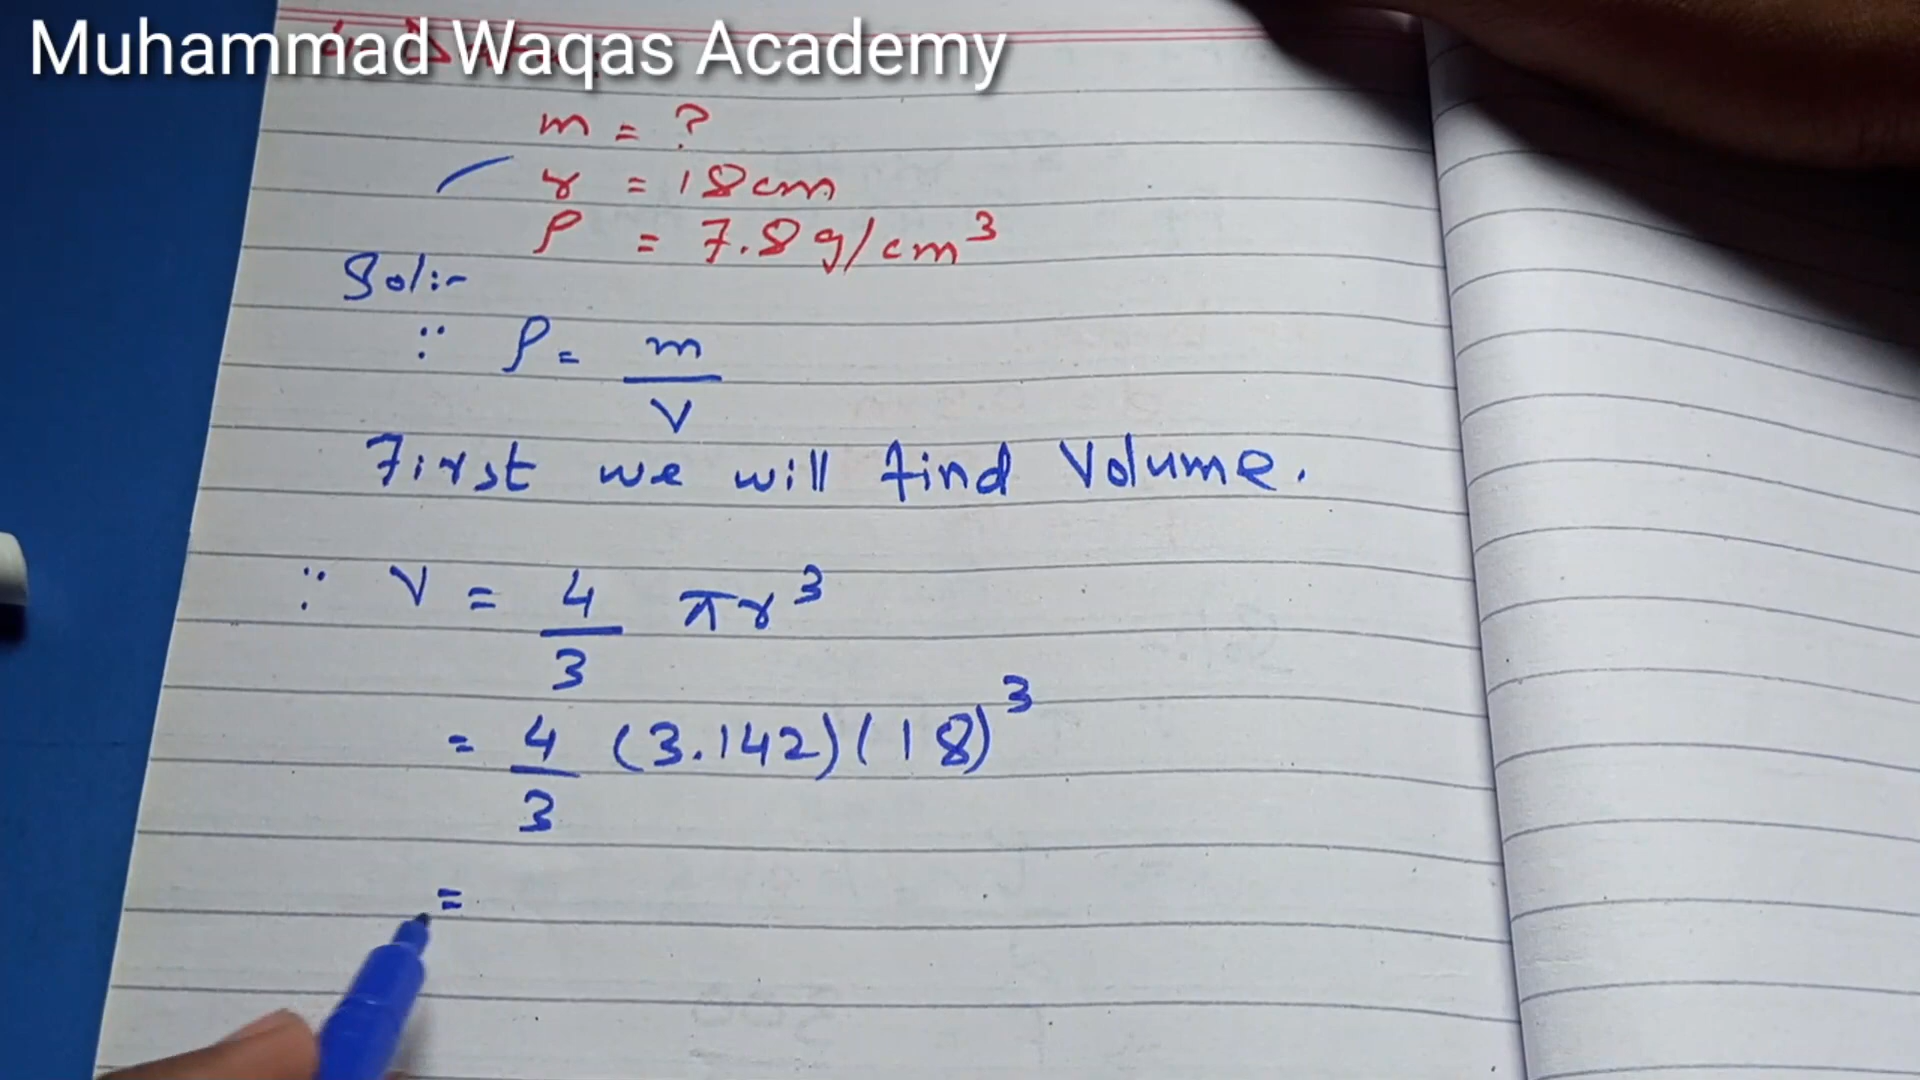 Muhammad Waqas Academy
m = ?
r = 18cm
ρ = 7.8 g/cm³
Sol:-
∵ ρ = m/V
First we will find Volume.
∵ V = 4/3 πr³
= 4/3 (3.142)(18)³
=